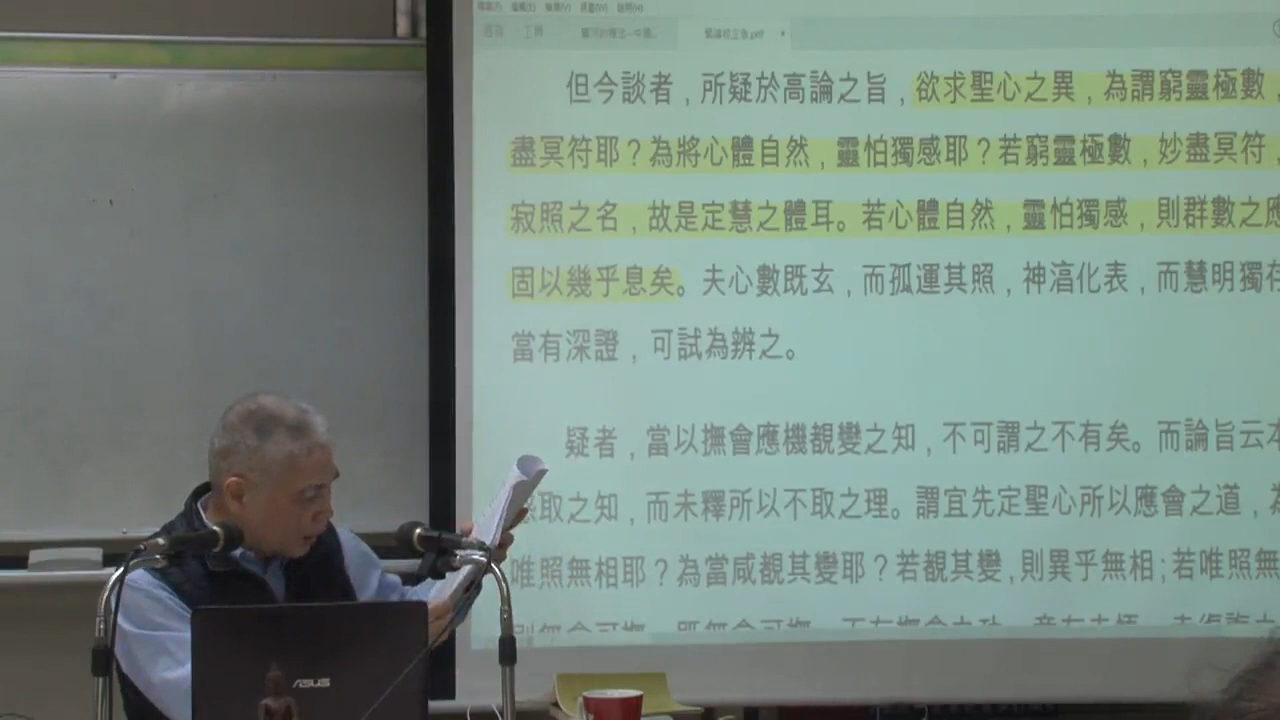 但今談者，所疑於高論之旨，欲求聖心之異，為謂窮靈極數，
盡冥符耶？為將心體自然，靈怕獨感耶？若窮靈極數，妙盡冥符，
寂照之名，故是定慧之體耳。若心體自然，靈怕獨感，則群數之應
固以幾乎息矣。夫心數既玄，而孤運其照，神淪化表，而慧明獨存
當有深證，可試為辨之。
疑者，當以撫會應機覩變之知，不可謂之不有矣。而論旨云本
取之知，而未釋所以不取之理。謂宜先定聖心所以應會之道，為
唯照無相耶？為當咸覩其變耶？若覩其變，則異乎無相；若唯照無
ASUS